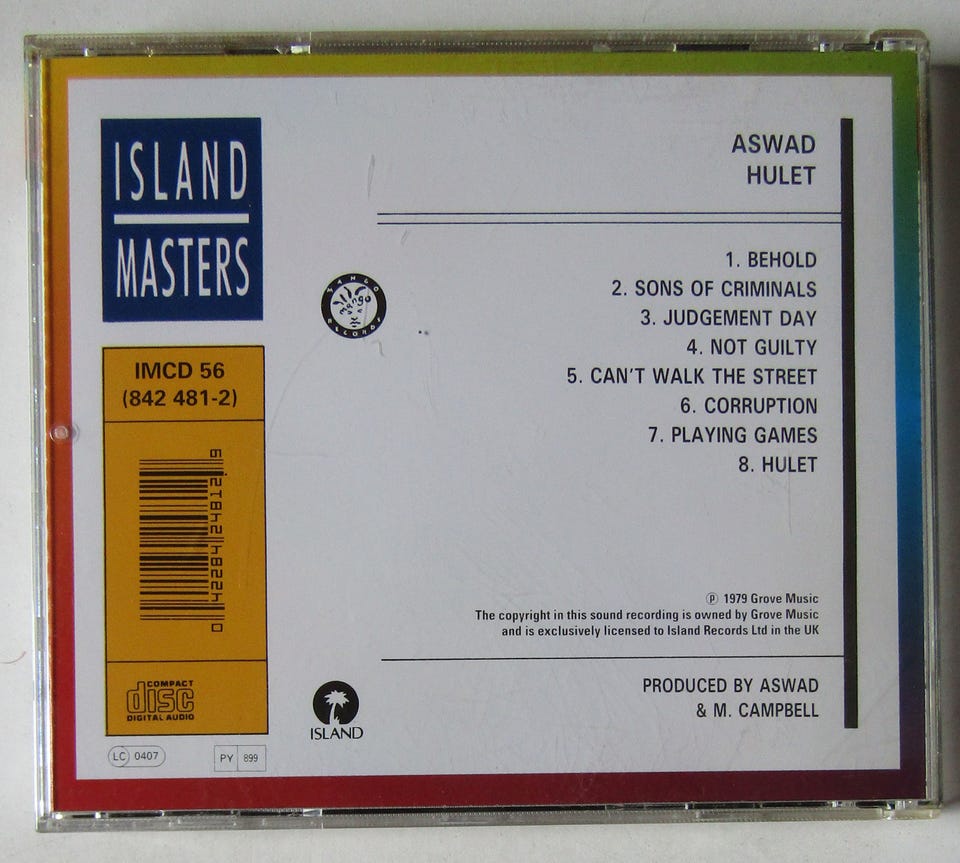 ISLAND
MASTERS
IMCD 56
(842 481-2)
COMPACT
disc
DIGITAL AUDIO
LC 0407
PY 899
MANGO
mango
RECORDS
ISLAND
ASWAD
HULET
1. BEHOLD
2. SONS OF CRIMINALS
3. JUDGEMENT DAY
4. NOT GUILTY
5. CAN'T WALK THE STREET
6. CORRUPTION
7. PLAYING GAMES
8. HULET
℗ 1979 Grove Music
The copyright in this sound recording is owned by Grove Music
and is exclusively licensed to Island Records Ltd in the UK
PRODUCED BY ASWAD
& M. CAMPBELL